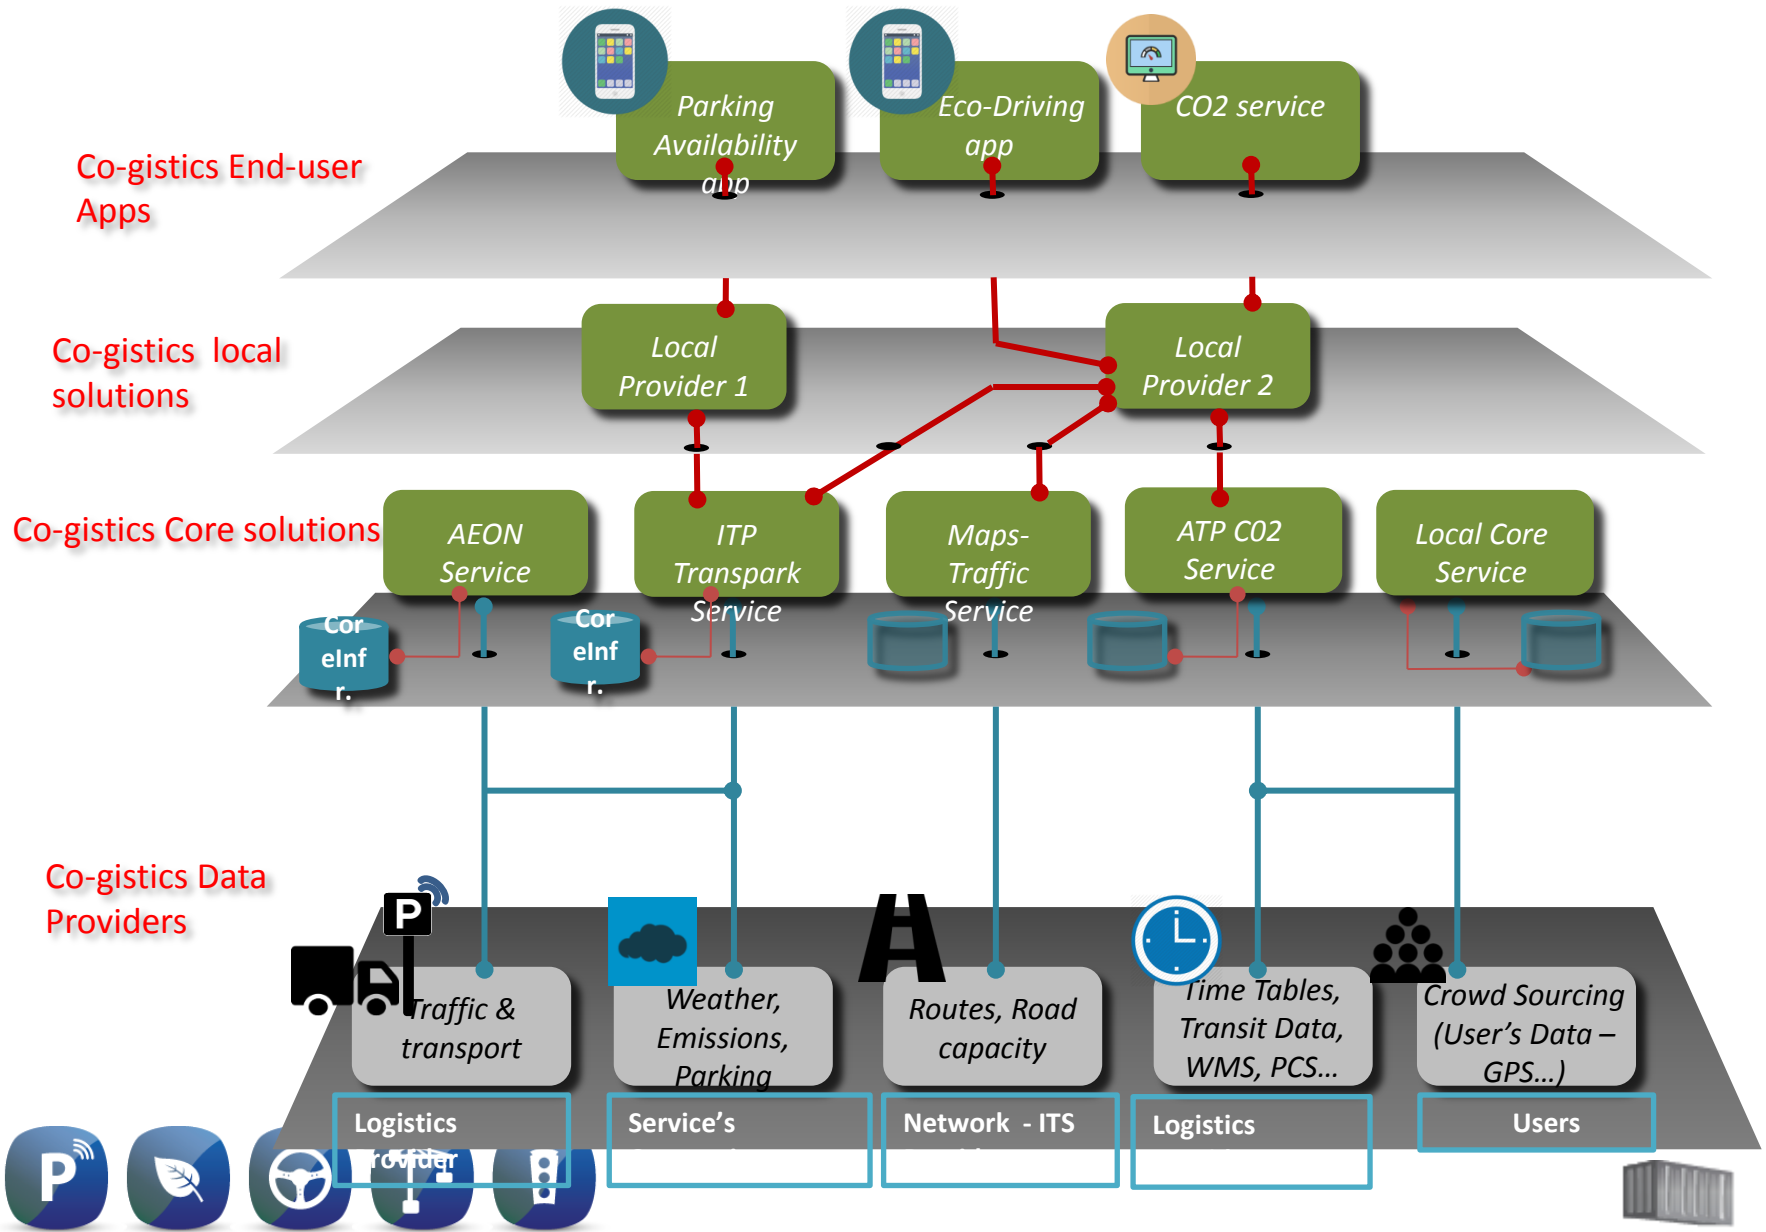 Parking
Availability
app
Eco-Driving
app
CO2 service
Co-gistics End-user
Apps
Co-gistics local
solutions
Local
Provider 1
Local
Provider 2
Co-gistics Core solutions
AEON
Service
ITP
Transpark
Service
Maps-
Traffic
Service
ATP C02
Service
Local Core
Service
Cor
eInf
r.
Cor
eInf
r.
Co-gistics Data
Providers
P
Traffic &
transport
Weather,
Emissions,
Parking
Routes, Road
capacity
Time Tables,
Transit Data,
WMS, PCS...
Crowd Sourcing
(User's Data –
GPS...)
Logistics
Provider
Service's
Network - ITS
Logistics
Users
P